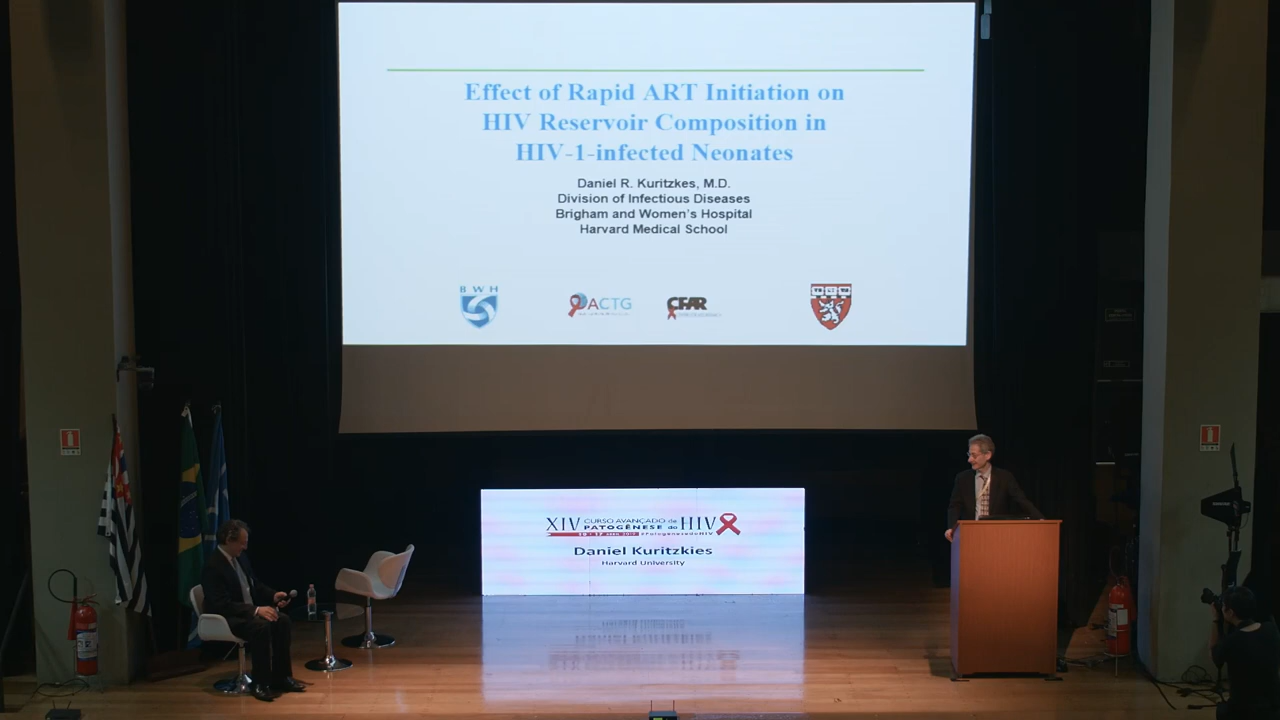 Effect of Rapid ART Initiation on
HIV Reservoir Composition in
HIV-1-infected Neonates
Daniel R. Kuritzkes, M.D.
Division of Infectious Diseases
Brigham and Women's Hospital
Harvard Medical School
BWH
ACTG
CFAR
XIV CURSO AVANÇADO de
PATOGÊNESE do HIV
#PatogênesedoHIV
Daniel Kuritzkies
Harvard University